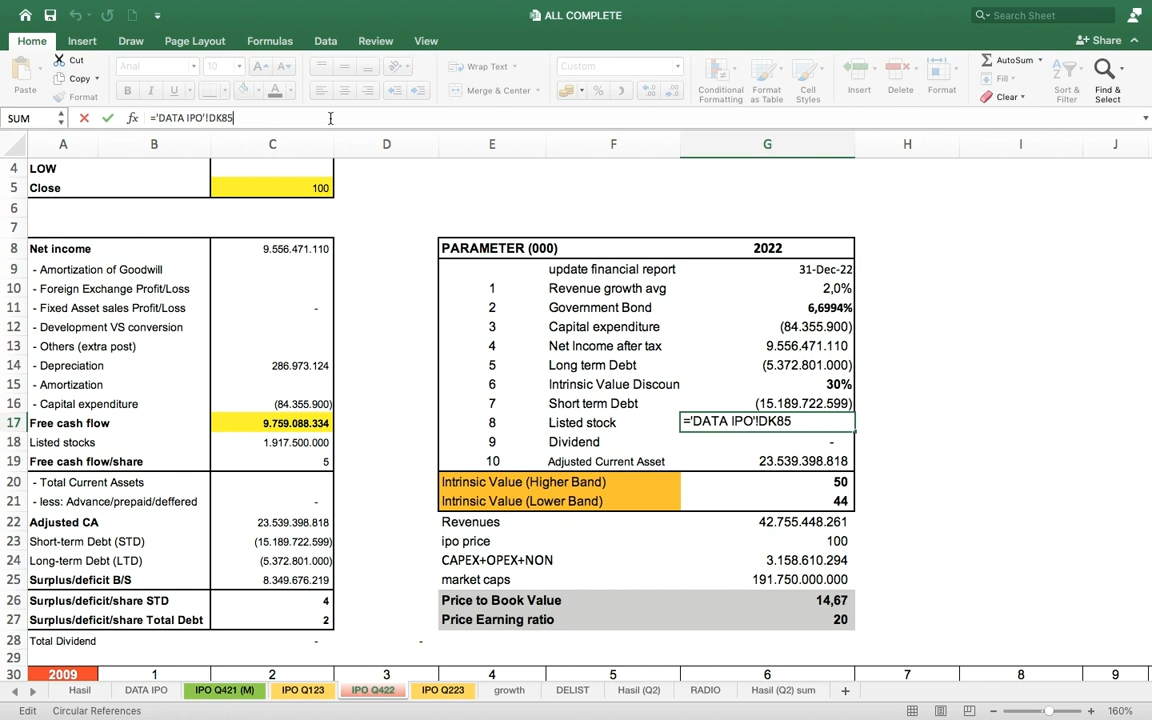 ALL COMPLETE
Search Sheet
Home Insert Draw Page Layout Formulas Data Review View
Share
Paste
Cut
Copy
Format
Arial 10
B I U
Wrap Text
Merge & Center
Custom
%
Conditional Formatting
Format as Table
Cell Styles
Insert
Delete
Format
AutoSum
Fill
Clear
Sort & Filter
Find & Select
SUM fx ='DATA IPO'!DK85
A B C D E F G H I J
4 LOW
5 Close 100
6
7
8 Net income 9.556.471.110 PARAMETER (000) 2022
9 - Amortization of Goodwill update financial report 31-Dec-22
10 - Foreign Exchange Profit/Loss 1 Revenue growth avg 2,0%
11 - Fixed Asset sales Profit/Loss - 2 Government Bond 6,6994%
12 - Development VS conversion 3 Capital expenditure (84.355.900)
13 - Others (extra post) 4 Net Income after tax 9.556.471.110
14 - Depreciation 286.973.124 5 Long term Debt (5.372.801.000)
15 - Amortization 6 Intrinsic Value Discoun 30%
16 - Capital expenditure (84.355.900) 7 Short term Debt (15.189.722.599)
17 Free cash flow 9.759.088.334 8 Listed stock ='DATA IPO'!DK85
18 Listed stocks 1.917.500.000 9 Dividend -
19 Free cash flow/share 5 10 Adjusted Current Asset 23.539.398.818
20 - Total Current Assets Intrinsic Value (Higher Band) 50
21 - less: Advance/prepaid/deffered - Intrinsic Value (Lower Band) 44
22 Adjusted CA 23.539.398.818 Revenues 42.755.448.261
23 Short-term Debt (STD) (15.189.722.599) ipo price 100
24 Long-term Debt (LTD) (5.372.801.000) CAPEX+OPEX+NON 3.158.610.294
25 Surplus/deficit B/S 8.349.676.219 market caps 191.750.000.000
26 Surplus/deficit/share STD 4 Price to Book Value 14,67
27 Surplus/deficit/share Total Debt 2 Price Earning ratio 20
28 Total Dividend - -
29
30 2009 1 2 3 4 5 6 7 8 9
Hasil DATA IPO IPO Q421 (M) IPO Q123 IPO Q422 IPO Q223 growth DELIST Hasil (Q2) RADIO Hasil (Q2) sum +
Edit Circular References 160%